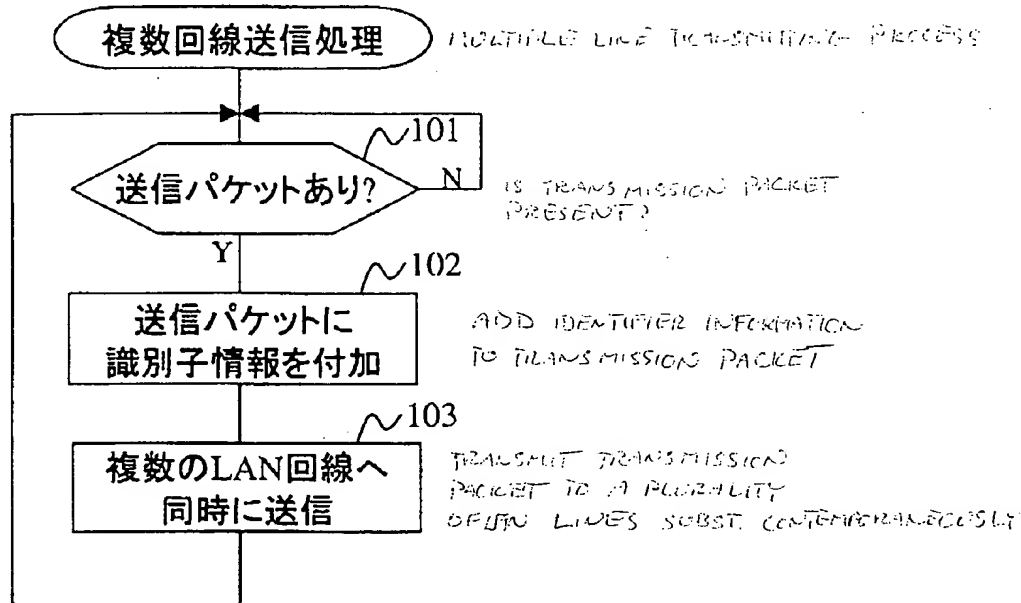 複数回線送信処理
MULTIPLE LINE TRANSMITTING PROCESS
101
送信パケットあり?
N
IS TRANSMISSION PACKET
PRESENT?
Y
102
送信パケットに
識別子情報を付加
ADD IDENTIFIER INFORMATION
TO TRANSMISSION PACKET
103
複数のLAN回線へ
同時に送信
TRANSMIT TRANSMISSION
PACKET TO A PLURALITY
OF LAN LINES SUBST. CONTEMPORANEOUSLY